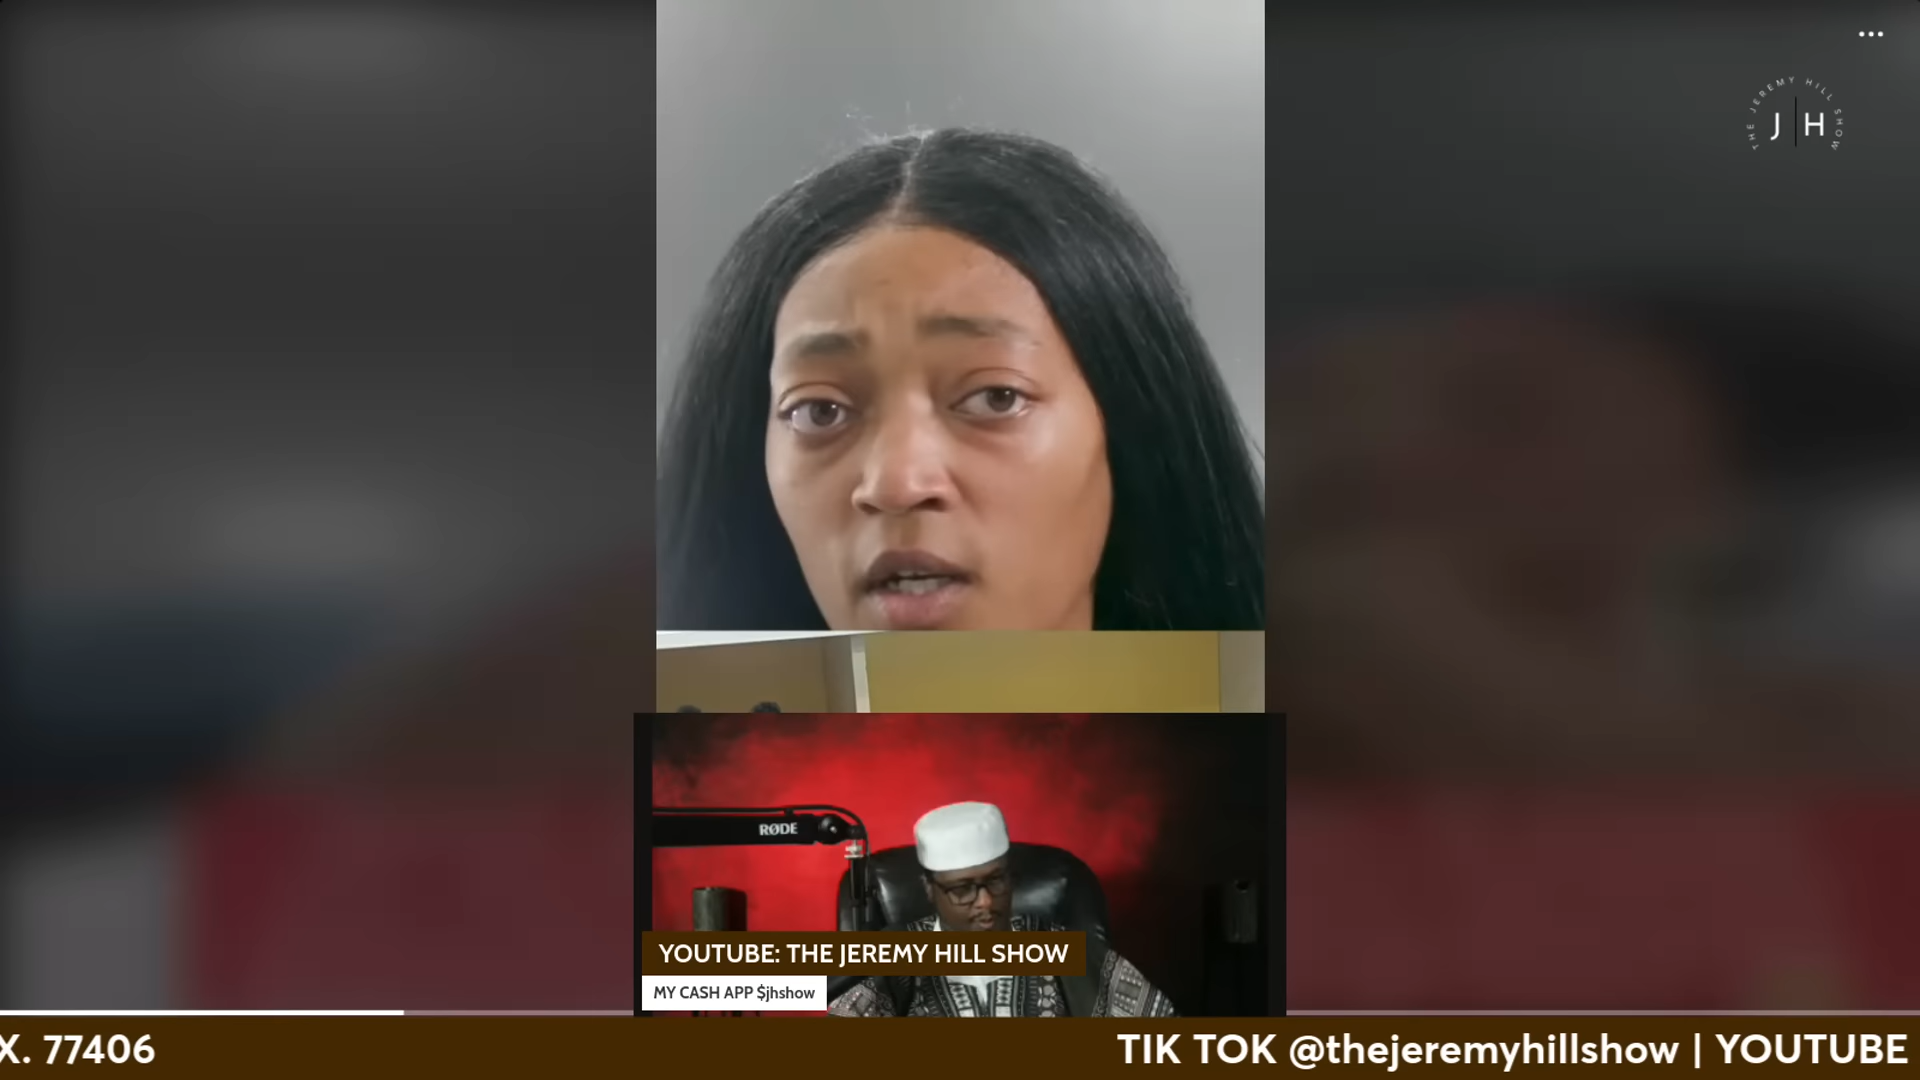 THE JEREMY HILL SHOW
J H
RØDE
YOUTUBE: THE JEREMY HILL SHOW
MY CASH APP $jhshow
X. 77406
TIK TOK @thejeremyhillshow | YOUTUBE